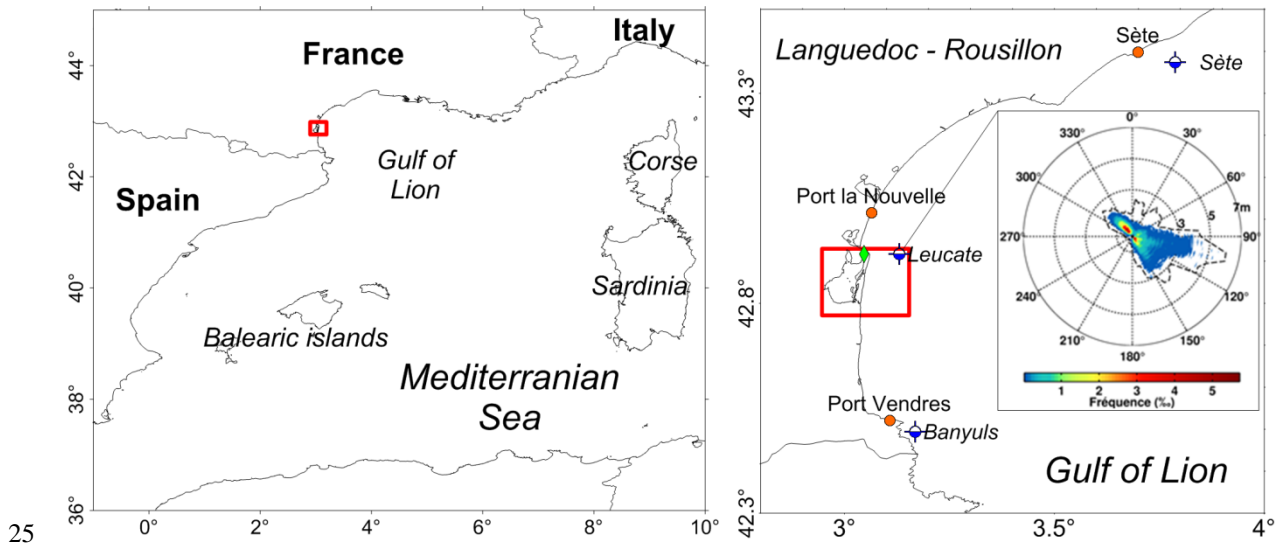 France
Italy
Gulf of
Lion
Corse
Spain
Sardinia
Balearic islands
Mediterranian
Sea
44°
42°
40°
38°
36°
0°
2°
4°
6°
8°
10°
25
Languedoc - Rousillon
Sète
Sète
Port la Nouvelle
Leucate
Port Vendres
Banyuls
Gulf of Lion
43.3°
42.8°
42.3°
3°
3.5°
4°
0°
330°
30°
300°
60°
7m
5
3
270°
90°
240°
120°
210°
150°
180°
1
2
3
4
5
Fréquence (‰)